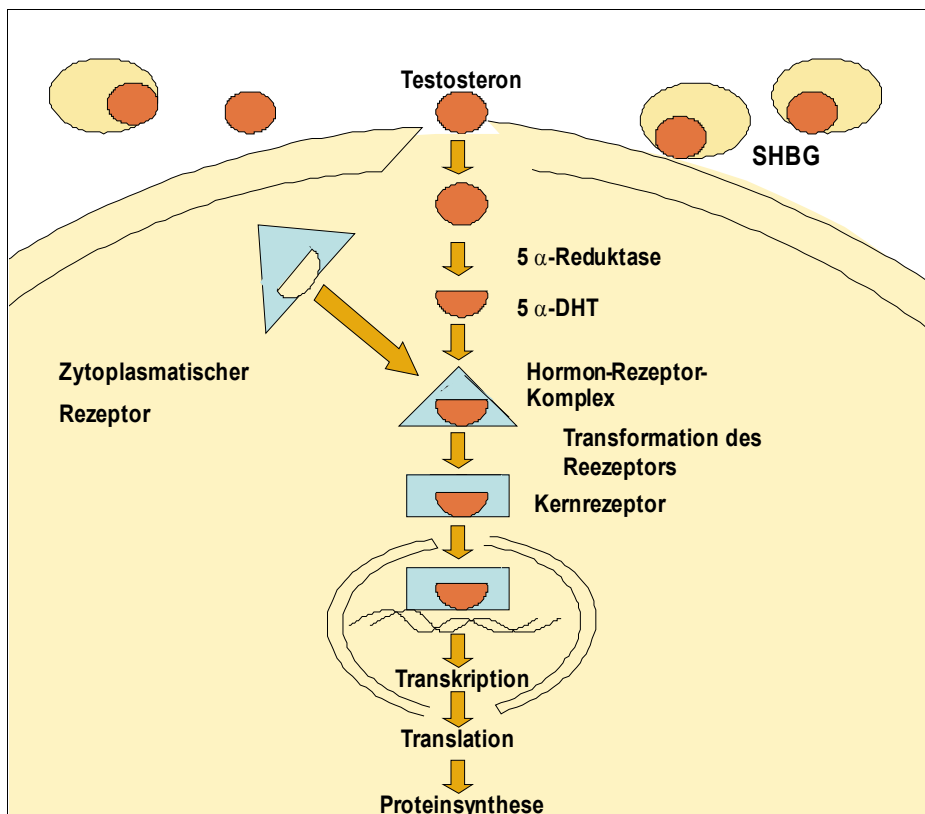 Testosteron
SHBG
5 α-Reduktase
5 α-DHT
Zytoplasmatischer
Rezeptor
Hormon-Rezeptor-
Komplex
Transformation des
Reezeptors
Kernrezeptor
Transkription
Translation
Proteinsynthese